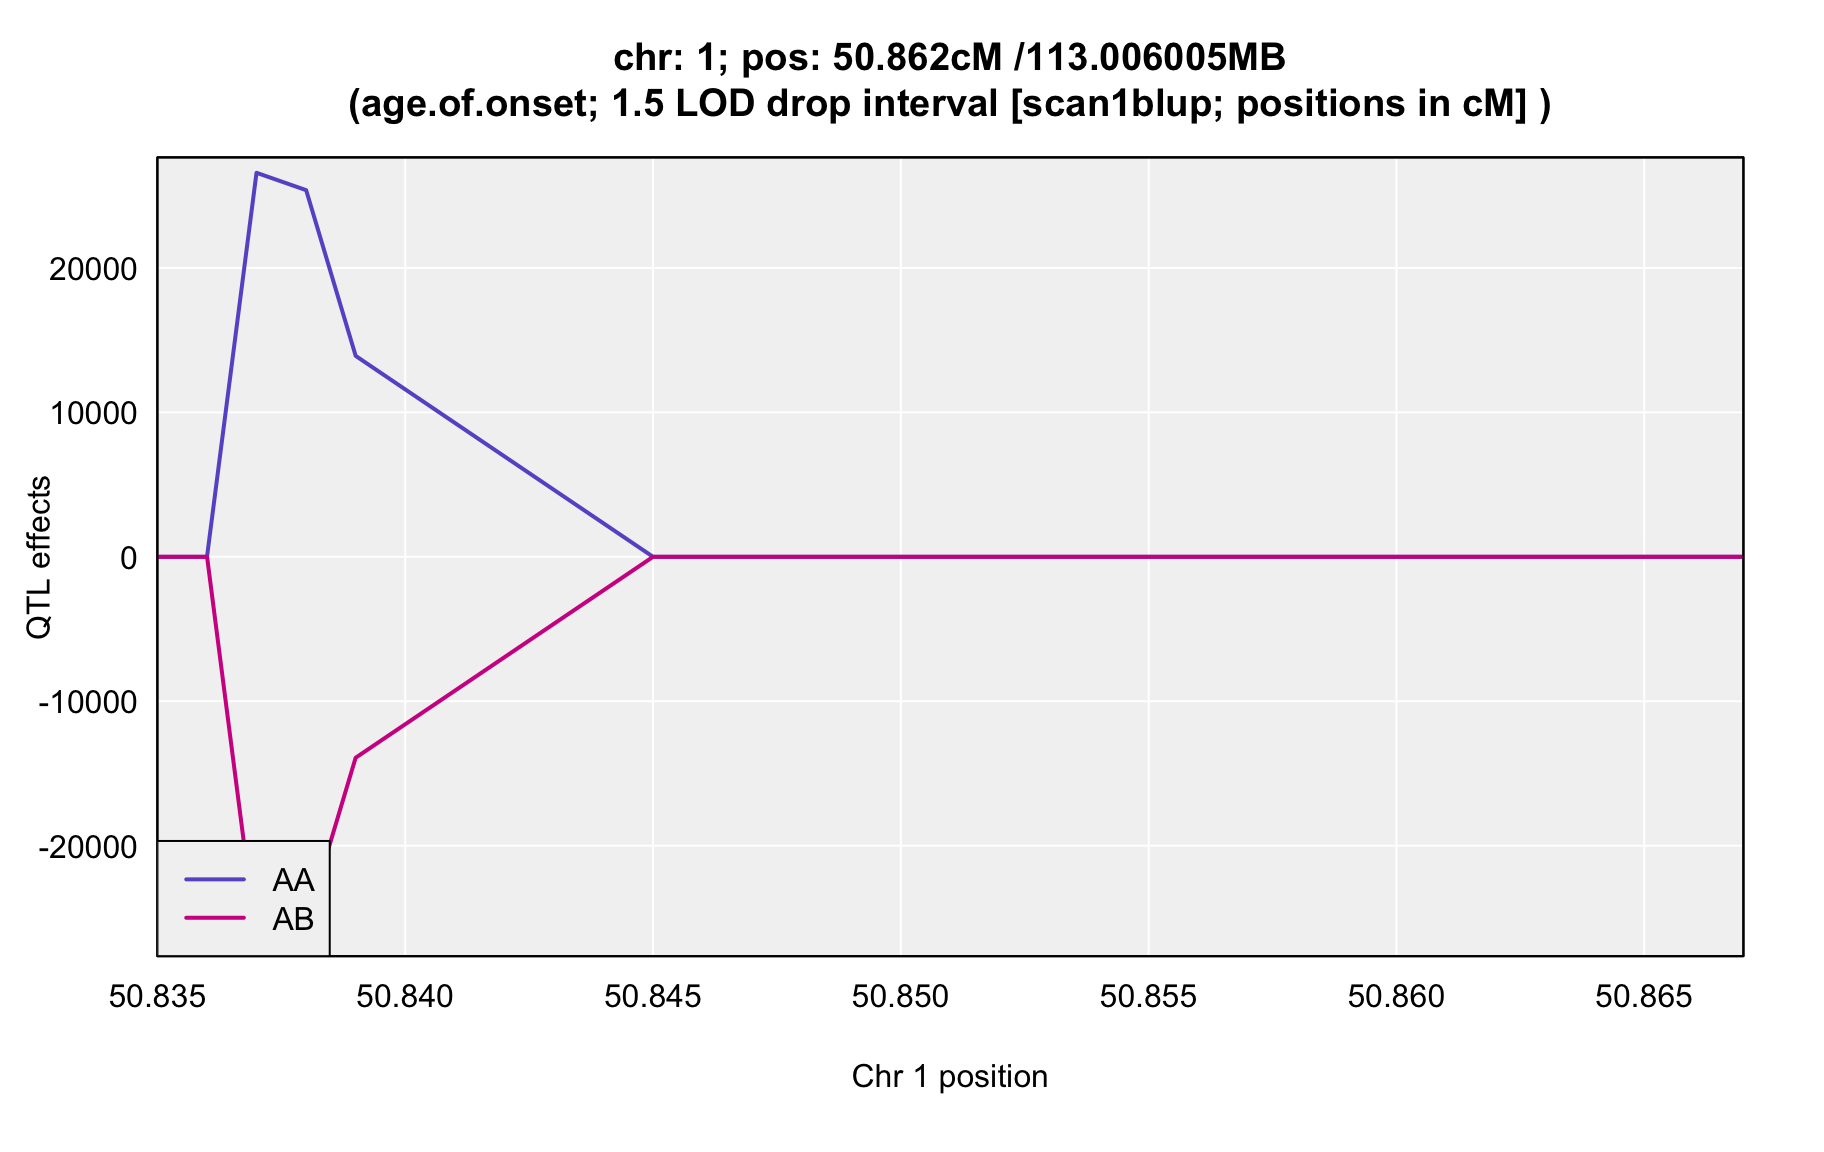 chr: 1; pos: 50.862cM /113.006005MB
(age.of.onset; 1.5 LOD drop interval [scan1blup; positions in cM] )
QTL effects
20000
10000
0
-10000
-20000
AA
AB
50.835 50.840 50.845 50.850 50.855 50.860 50.865
Chr 1 position